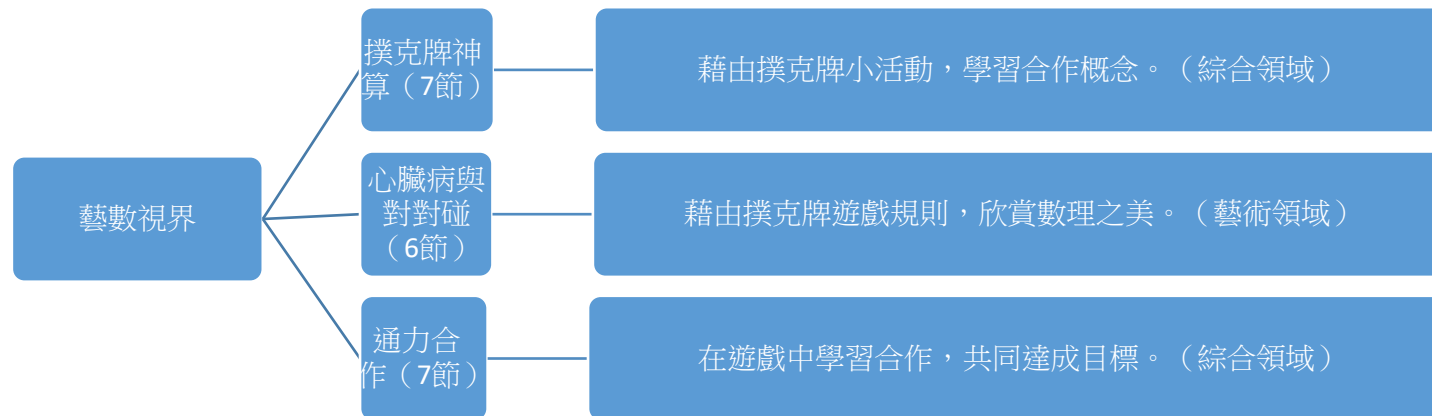 藝數視界
撲克牌神
算（7節）
藉由撲克牌小活動，學習合作概念。（綜合領域）
心臟病與
對對碰
（6節）
藉由撲克牌遊戲規則，欣賞數理之美。（藝術領域）
通力合
作（7節）
在遊戲中學習合作，共同達成目標。（綜合領域）